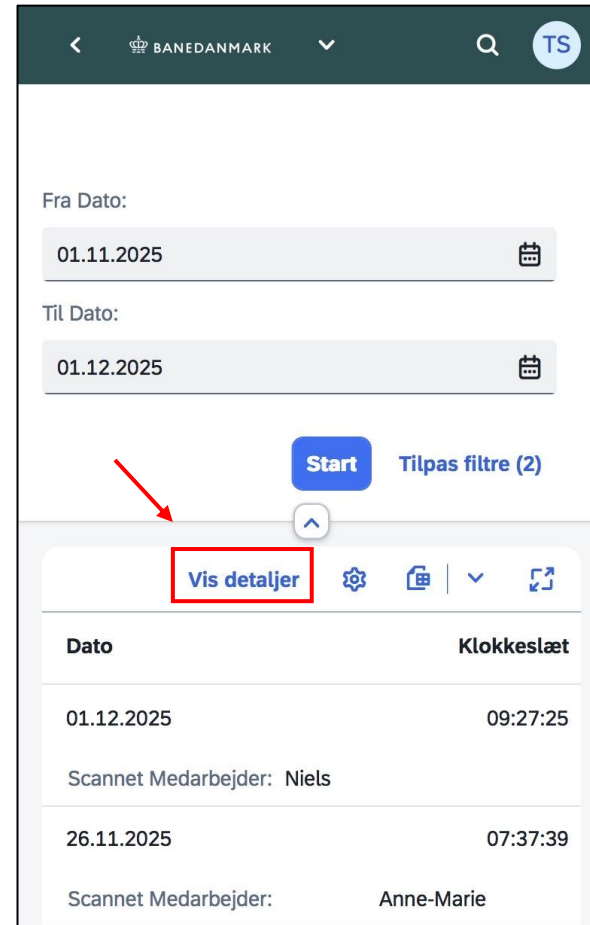 BANEDANMARK TS
Fra Dato:
01.11.2025
Til Dato:
01.12.2025
Start Tilpas filtre (2)
Vis detaljer
Dato Klokkeslæt
01.12.2025 09:27:25
Scannet Medarbejder: Niels
26.11.2025 07:37:39
Scannet Medarbejder: Anne-Marie